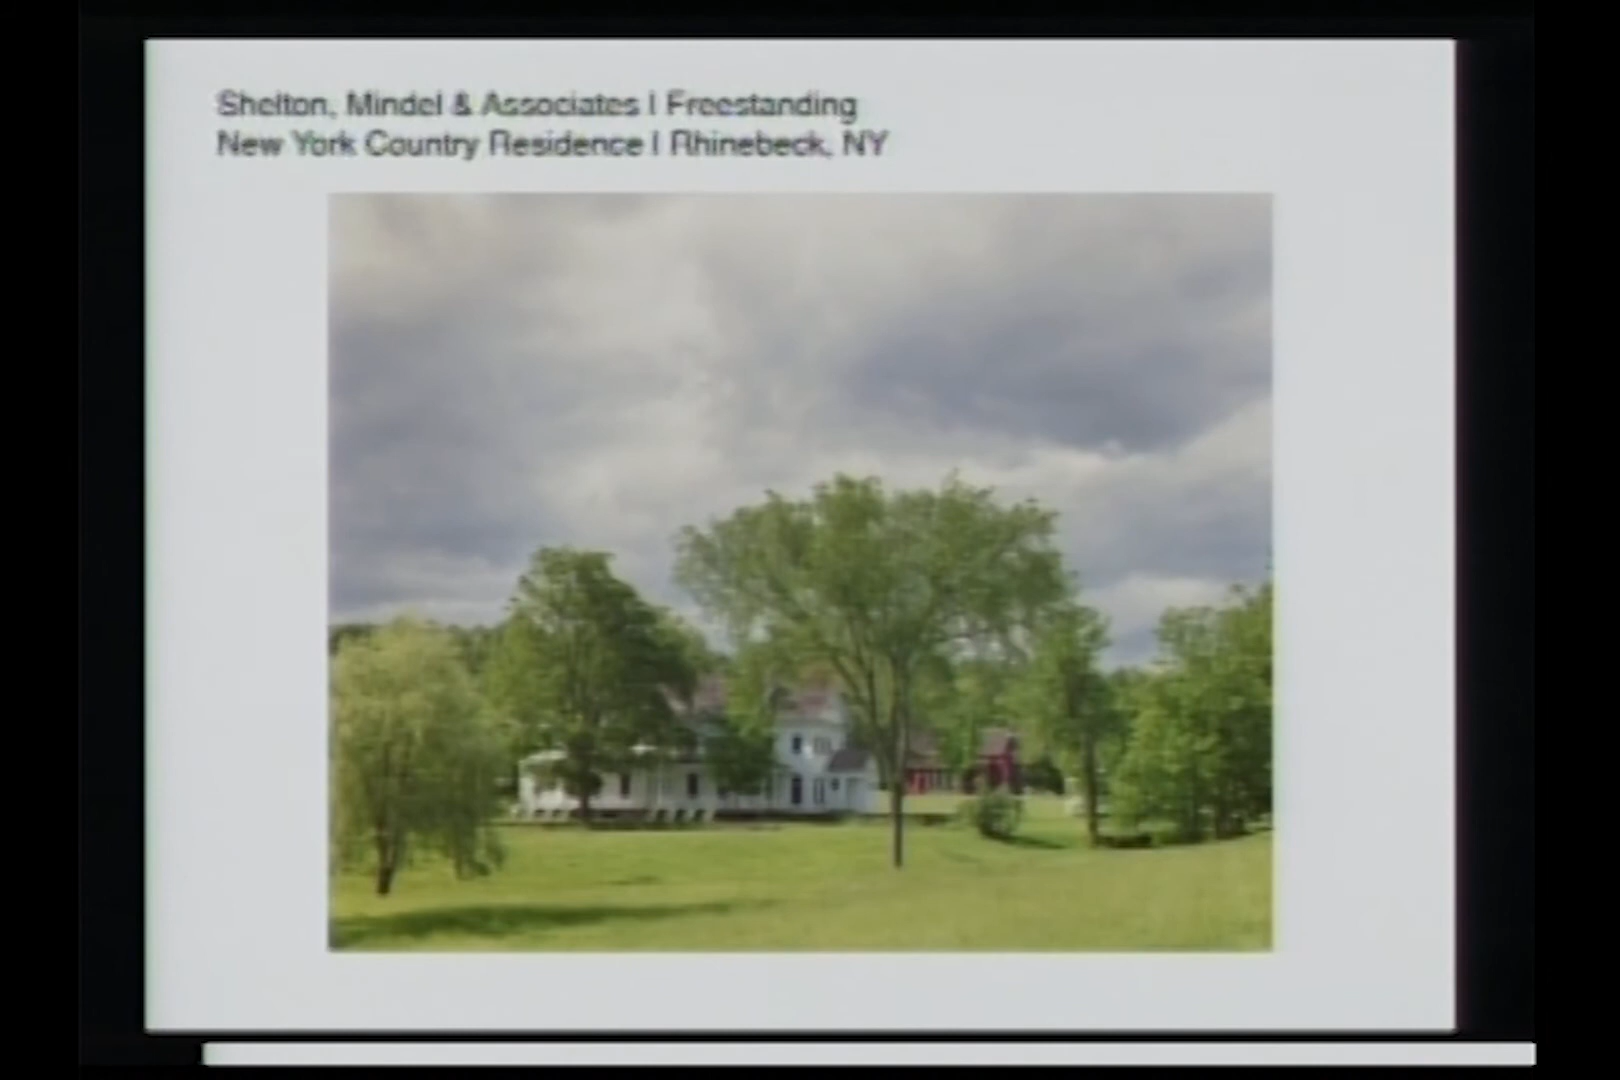 Shelton, Mindel & Associates | Freestanding
New York Country Residence | Rhinebeck, NY